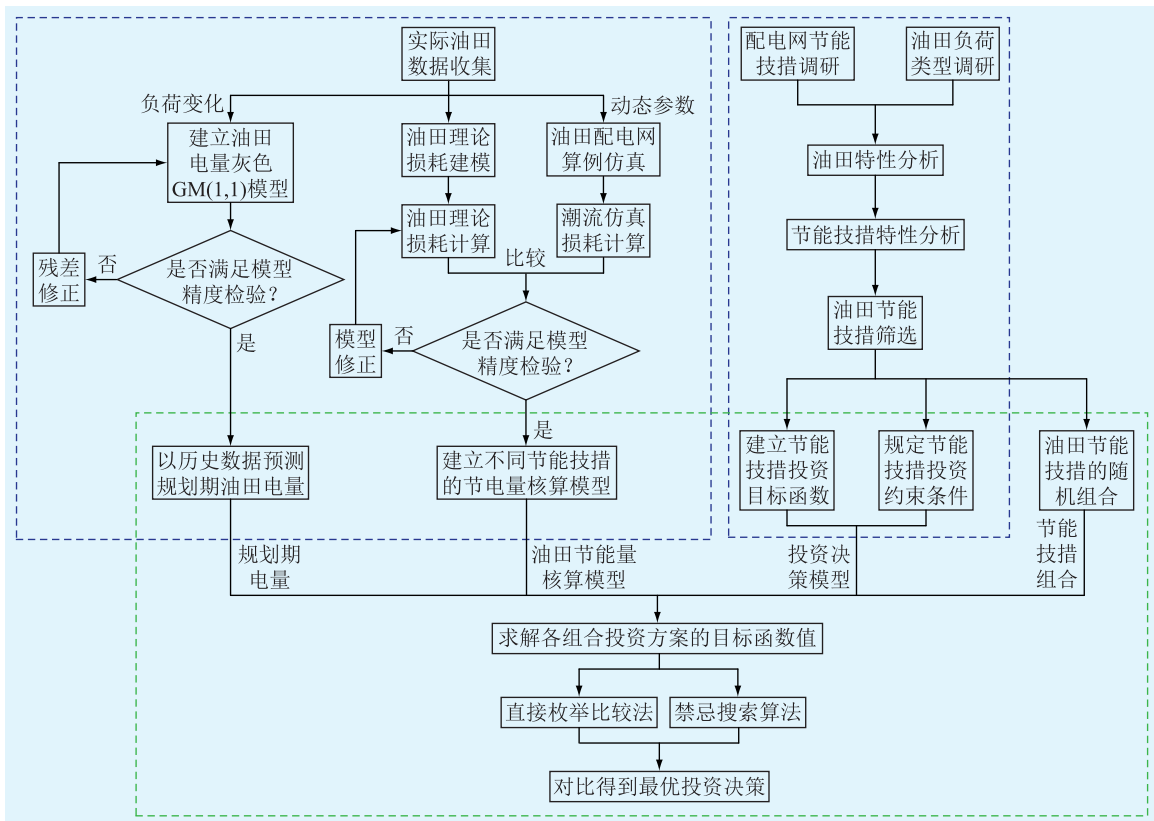 实际油田
数据收集
配电网节能
技措调研
油田负荷
类型调研
负荷变化
动态参数
建立油田
电量灰色
GM(1,1)模型
油田理论
损耗建模
油田配电网
算例仿真
油田特性分析
油田理论
损耗计算
潮流仿真
损耗计算
节能技措特性分析
残差
修正
否
是否满足模型
精度检验？
比较
油田节能
技措筛选
是
模型
修正
否
是否满足模型
精度检验？
是
以历史数据预测
规划期油田电量
建立不同节能技措
的节电量核算模型
建立节能
技措投资
目标函数
规定节能
技措投资
约束条件
油田节能
技措的随
机组合
规划期
电量
油田节能量
核算模型
投资决
策模型
节能
技措
组合
求解各组合投资方案的目标函数值
直接枚举比较法
禁忌搜索算法
对比得到最优投资决策